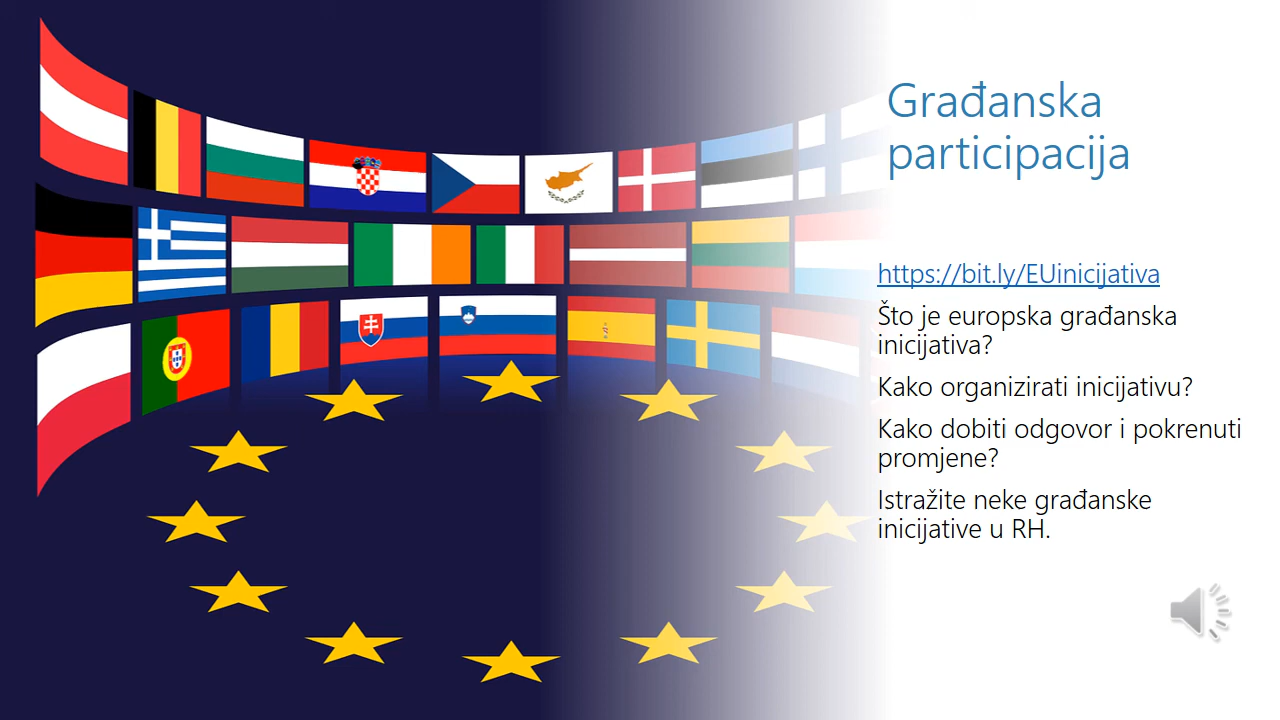 Građanska
participacija
https://bit.ly/EUinicijativa
Što je europska građanska
inicijativa?
Kako organizirati inicijativu?
Kako dobiti odgovor i pokrenuti
promjene?
Istražite neke građanske
inicijative u RH.